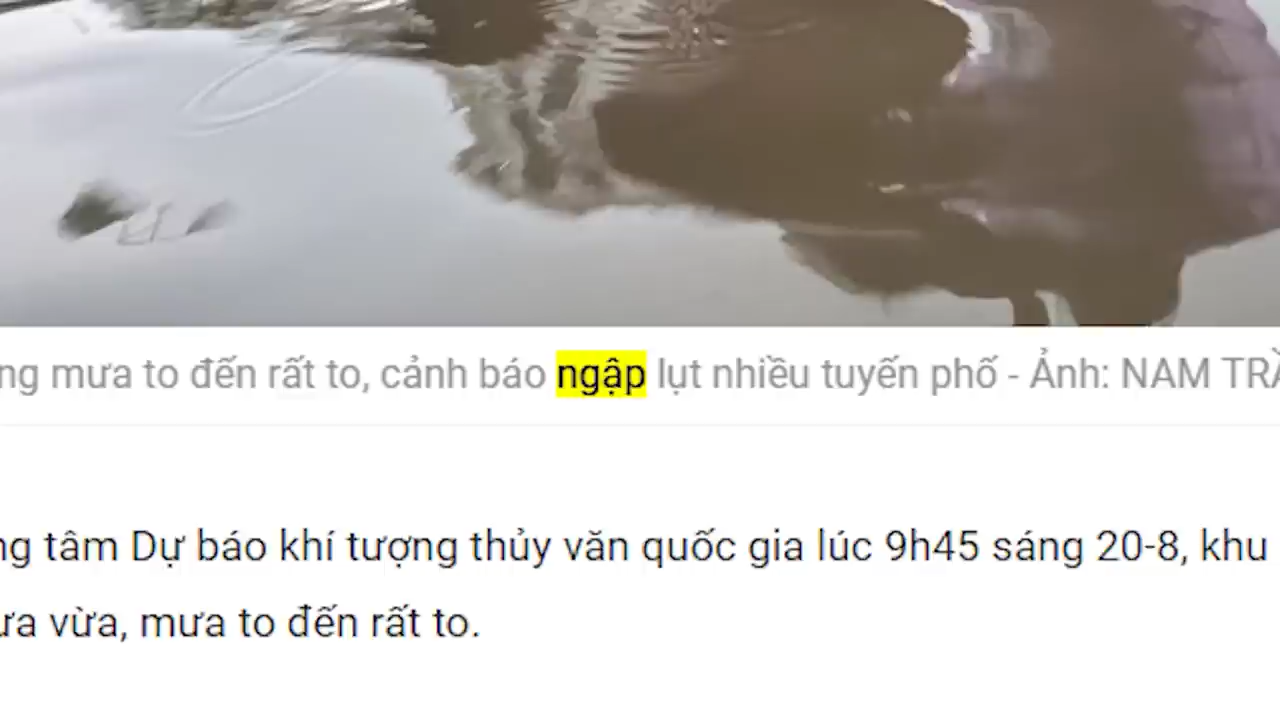 ng mưa to đến rất to, cảnh báo ngập lụt nhiều tuyến phố - Ảnh: NAM TRẦ
ng tâm Dự báo khí tượng thủy văn quốc gia lúc 9h45 sáng 20-8, khu
ưa vừa, mưa to đến rất to.